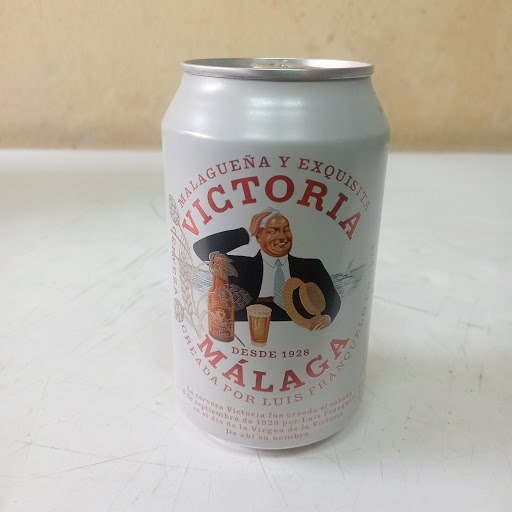 MALAGUEÑA Y EXQUISITA
VICTORIA
DESDE 1928
MÁLAGA
CREADA POR LUIS FRANQUELO
La cerveza Victoria fue creada el sábado
8 de septiembre de 1928 por Luis Franquelo
en el día de la Virgen de la Victoria.
De ahí su nombre.